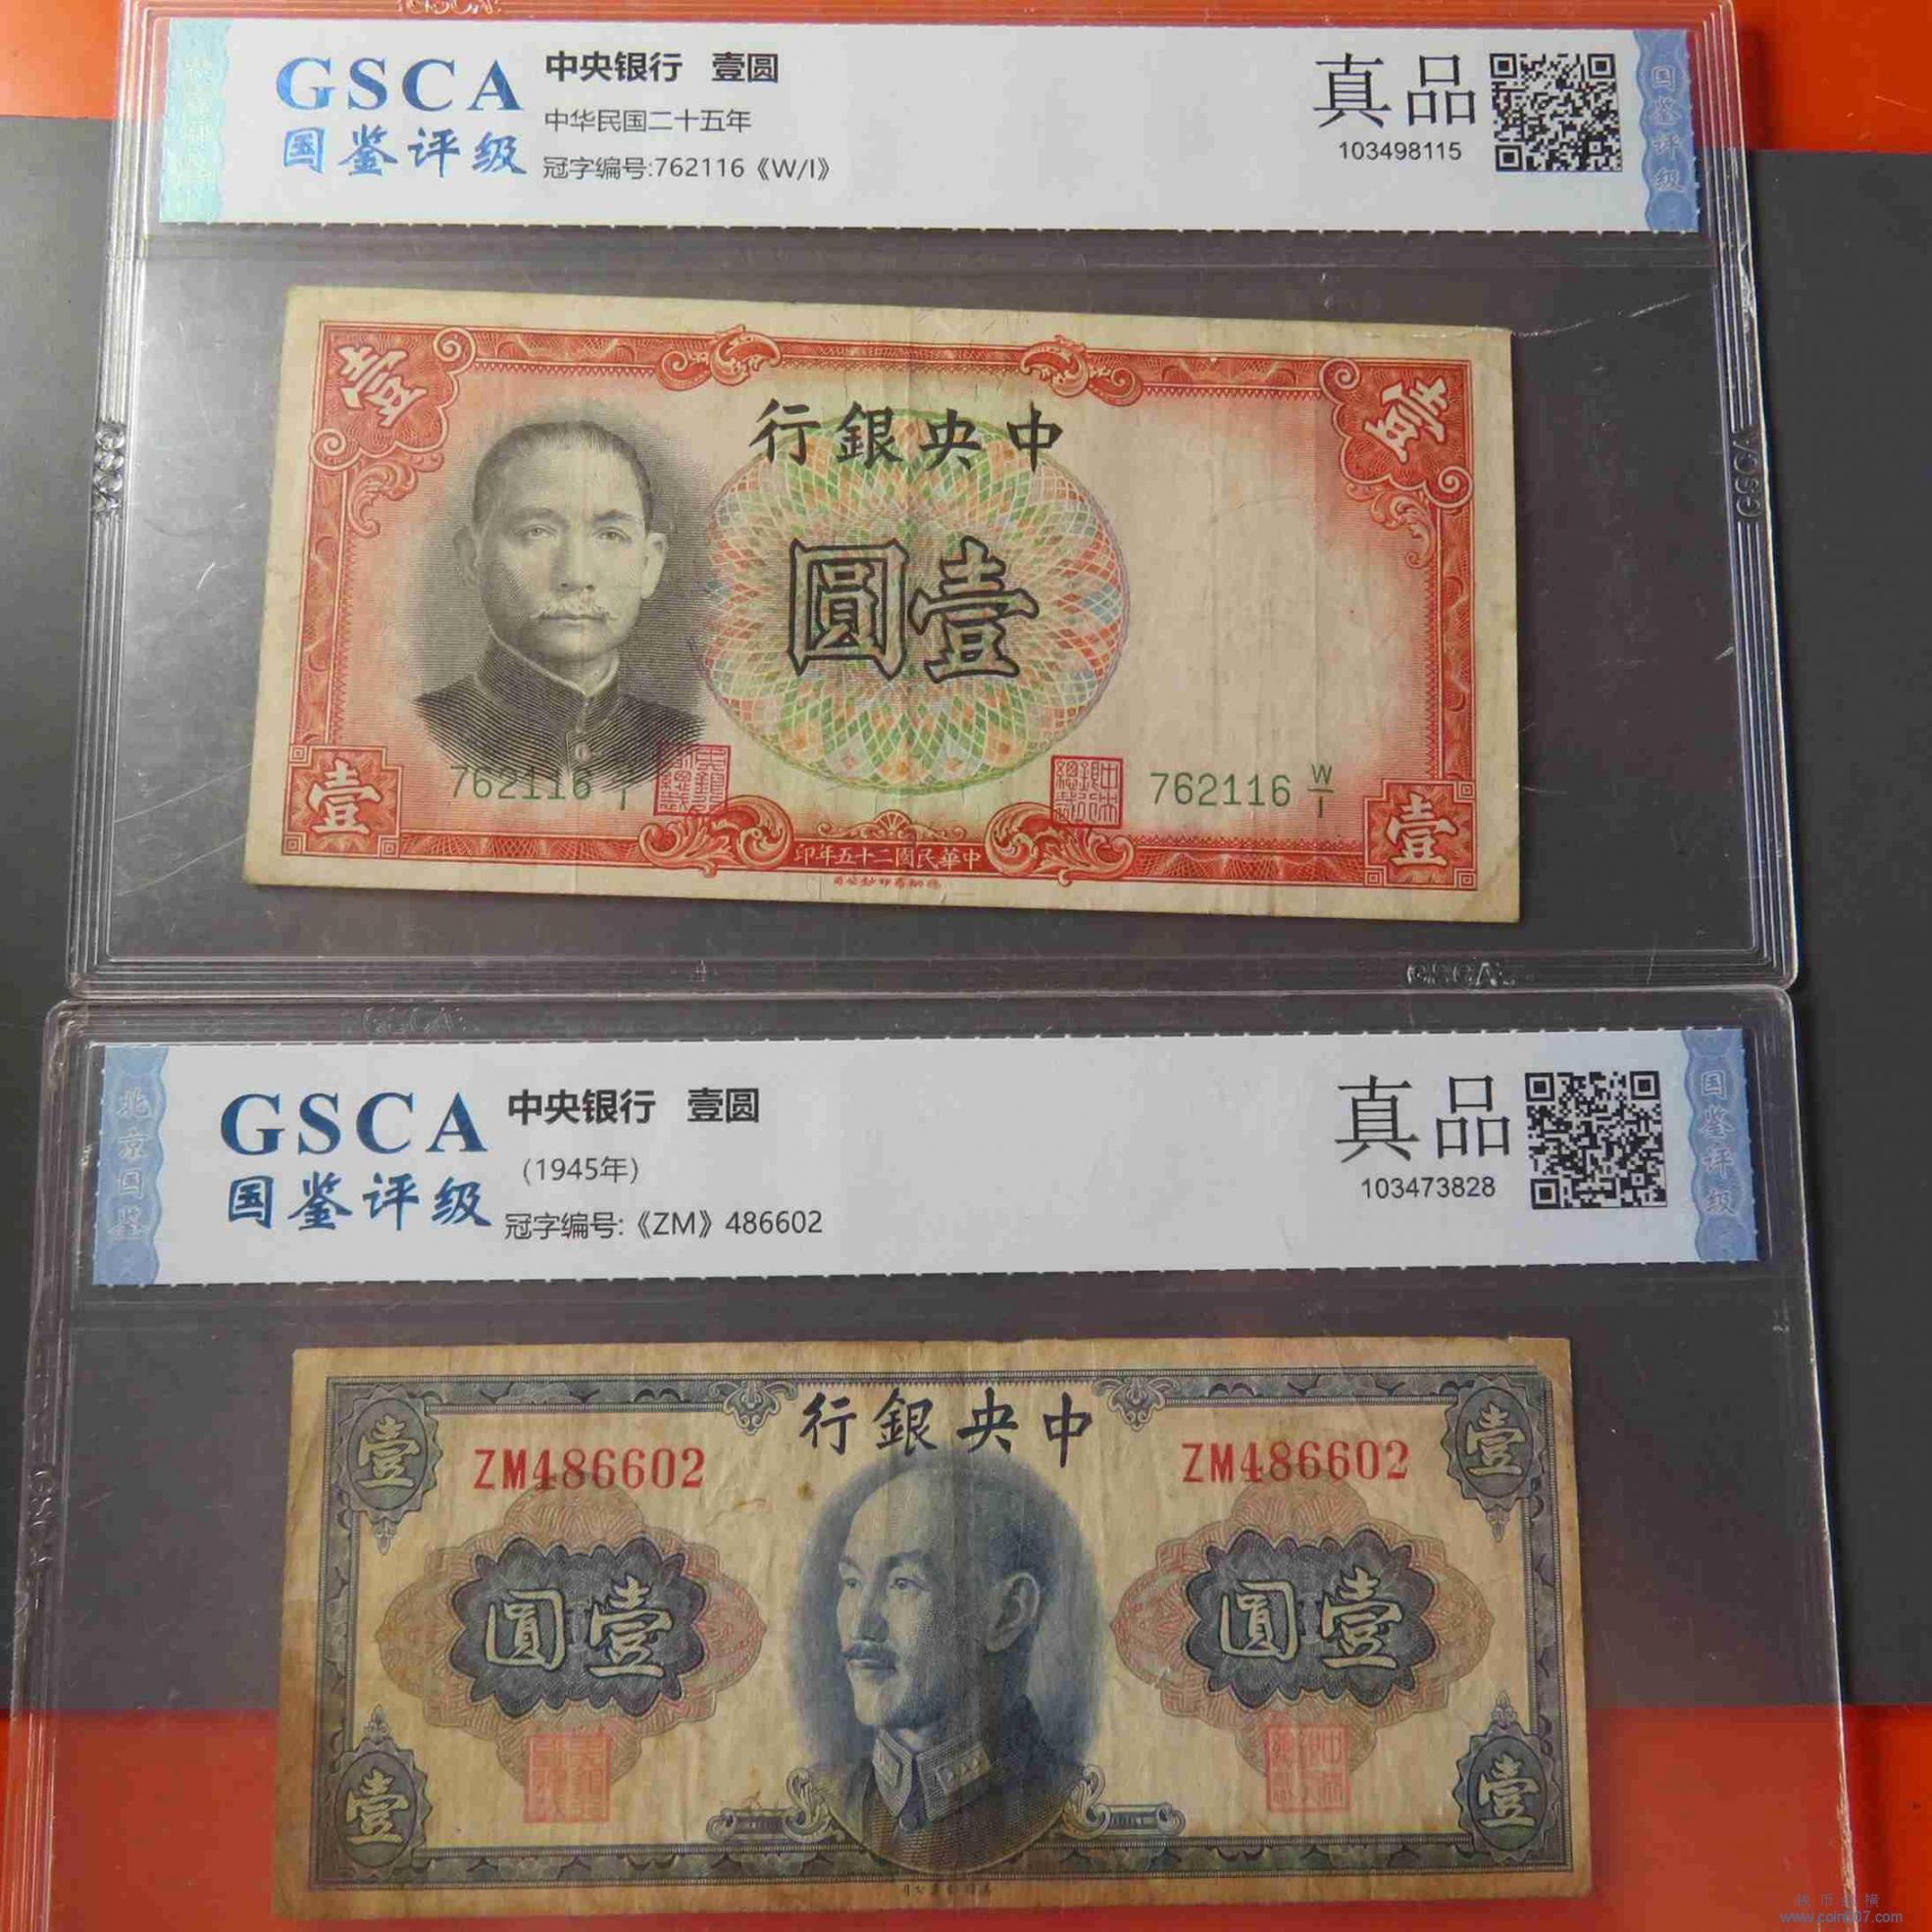 GSCA
国鉴评级
中央银行 壹圆
中华民国二十五年
冠字编号:762116《W/I》
真品
103498115
国鉴评级
GSCA
GSCA
壹
壹
行銀央中
圓壹
762116
762116 W/I
壹
壹
印年五十二國民華中
GSCA
北京国鉴
GSCA
国鉴评级
中央银行 壹圆
(1945年)
冠字编号:《ZM》486602
真品
103473828
国鉴评级
行銀央中
壹
壹
ZM486602
ZM486602
圓壹
圓壹
壹
壹